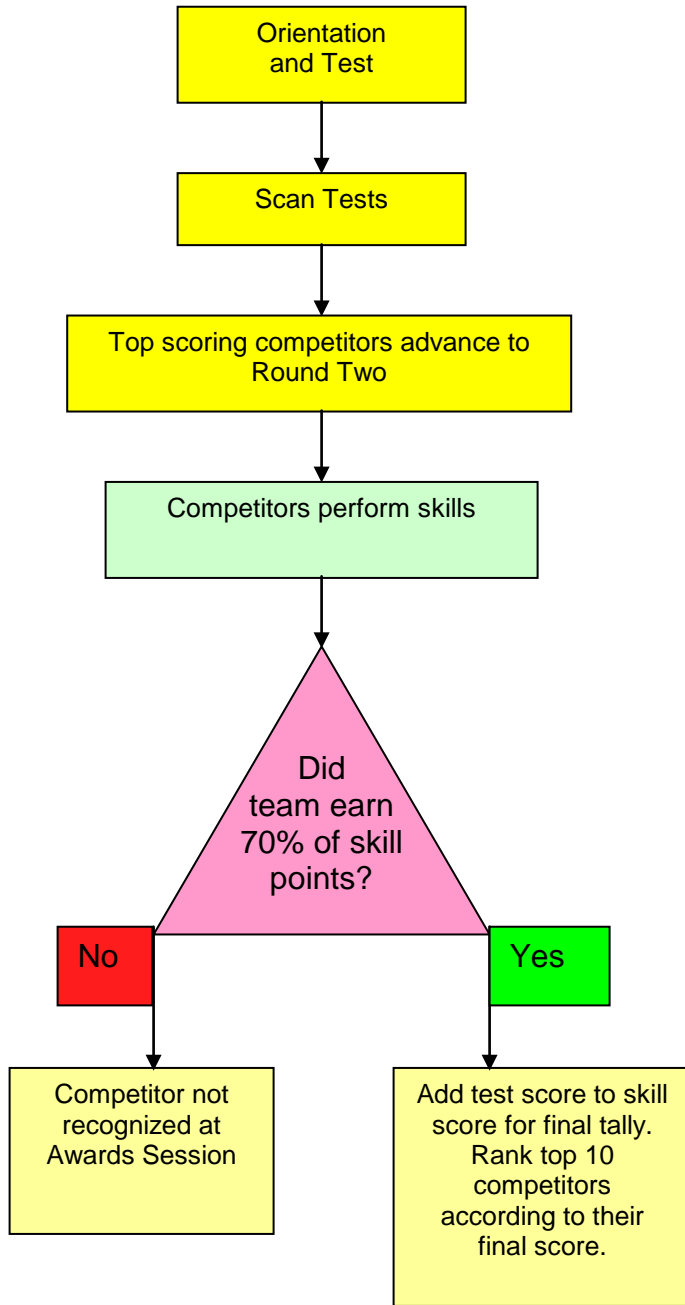 Orientation
and Test
Scan Tests
Top scoring competitors advance to
Round Two
Competitors perform skills
Did
team earn
70% of skill
points?
No
Yes
Competitor not
recognized at
Awards Session
Add test score to skill
score for final tally.
Rank top 10
competitors
according to their
final score.